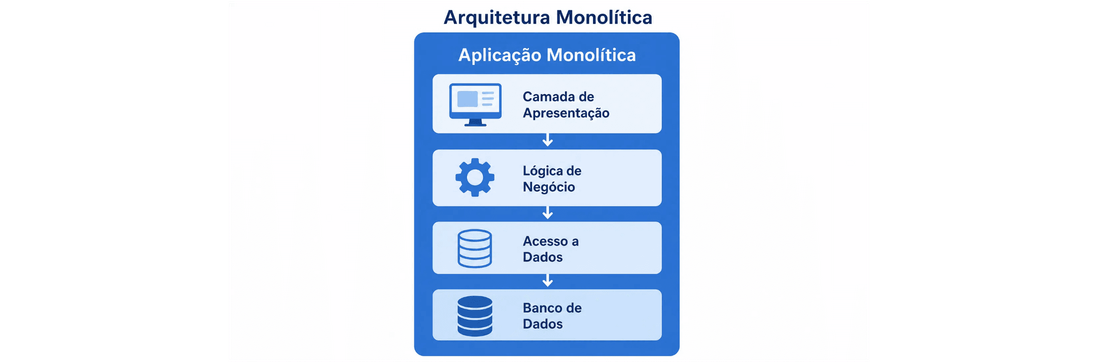 Arquitetura Monolítica
Aplicação Monolítica
Camada de
Apresentação
Lógica de
Negócio
Acesso a
Dados
Banco de
Dados